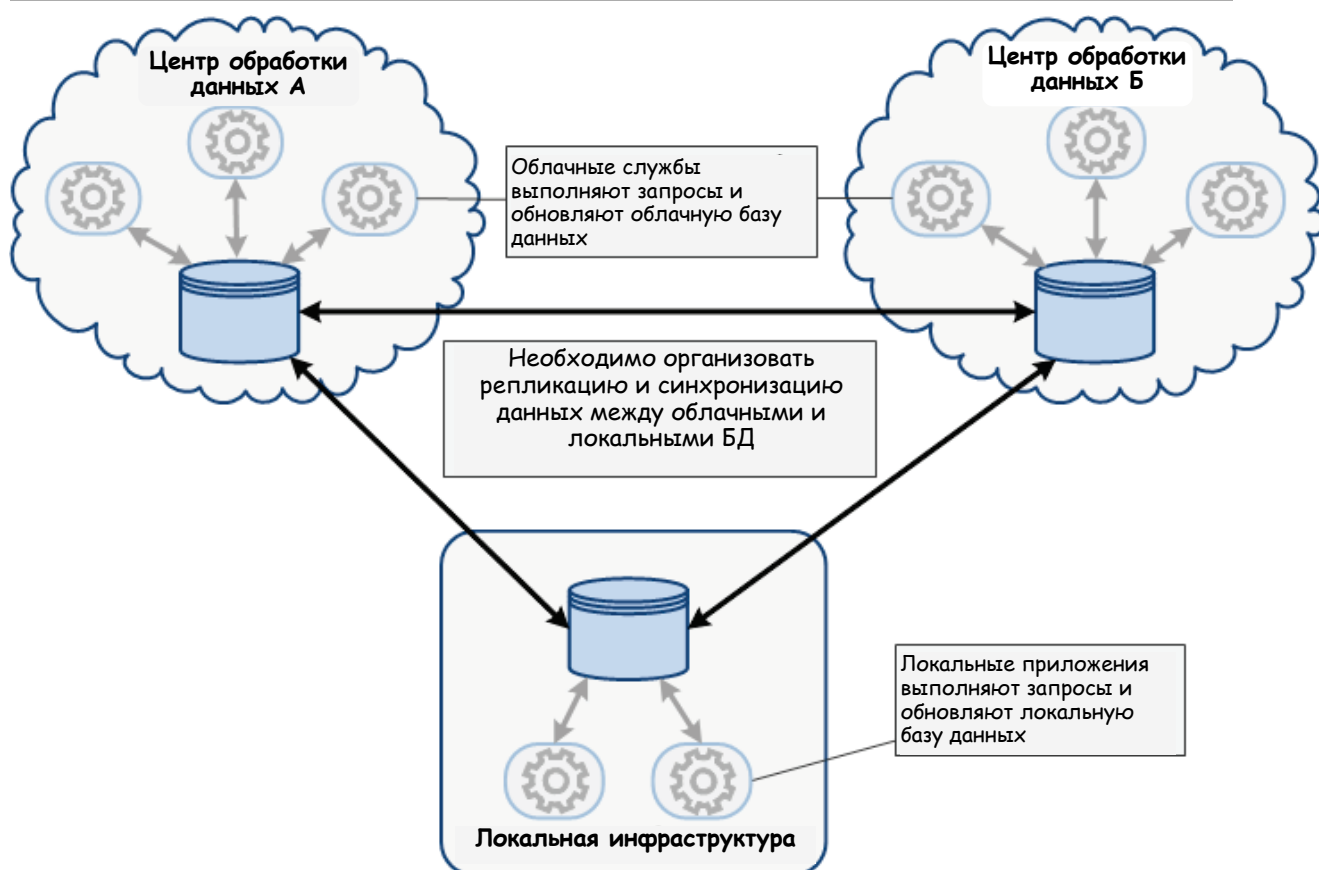 Центр обработки
данных А
Центр обработки
данных Б
Облачные службы
выполняют запросы и
обновляют облачную базу
данных
Необходимо организовать
репликацию и синхронизацию
данных между облачными и
локальными БД
Локальные приложения
выполняют запросы и
обновляют локальную
базу данных
Локальная инфраструктура